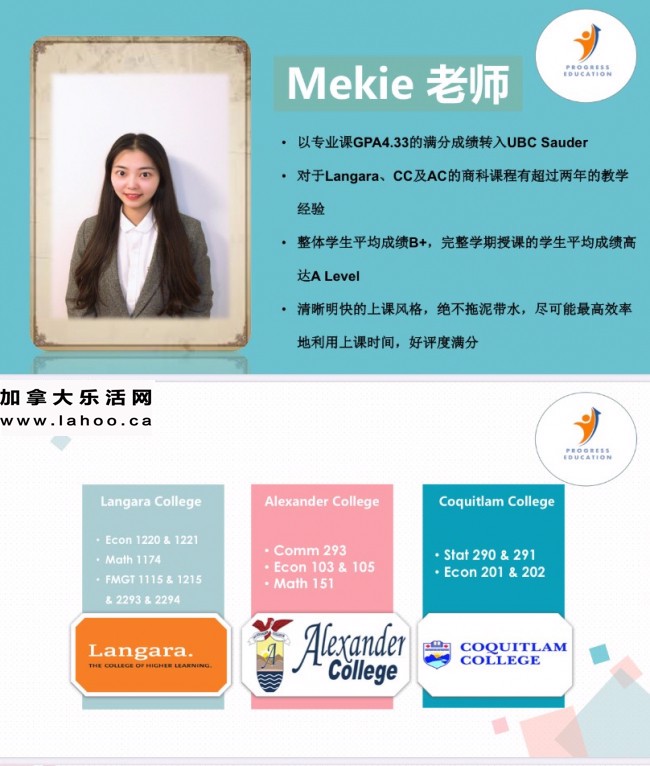 PROGRESS
EDUCATION
Mekie 老师
• 以专业课GPA4.33的满分成绩转入UBC Sauder
• 对于Langara、CC及AC的商科课程有超过两年的教学
经验
• 整体学生平均成绩B+，完整学期授课的学生平均成绩高
达A Level
• 清晰明快的上课风格，绝不拖泥带水，尽可能最高效率
地利用上课时间，好评度满分
加拿大乐活网
www.lahoo.ca
PROGRESS
EDUCATION
Langara College
• Econ 1220 & 1221
• Math 1174
• FMGT 1115 & 1215
& 2293 & 2294
Langara.
THE COLLEGE OF HIGHER LEARNING.
Alexander College
• Comm 293
• Econ 103 & 105
• Math 151
A
Alexander
College
Coquitlam College
• Stat 290 & 291
• Econ 201 & 202
COQUITLAM
COLLEGE